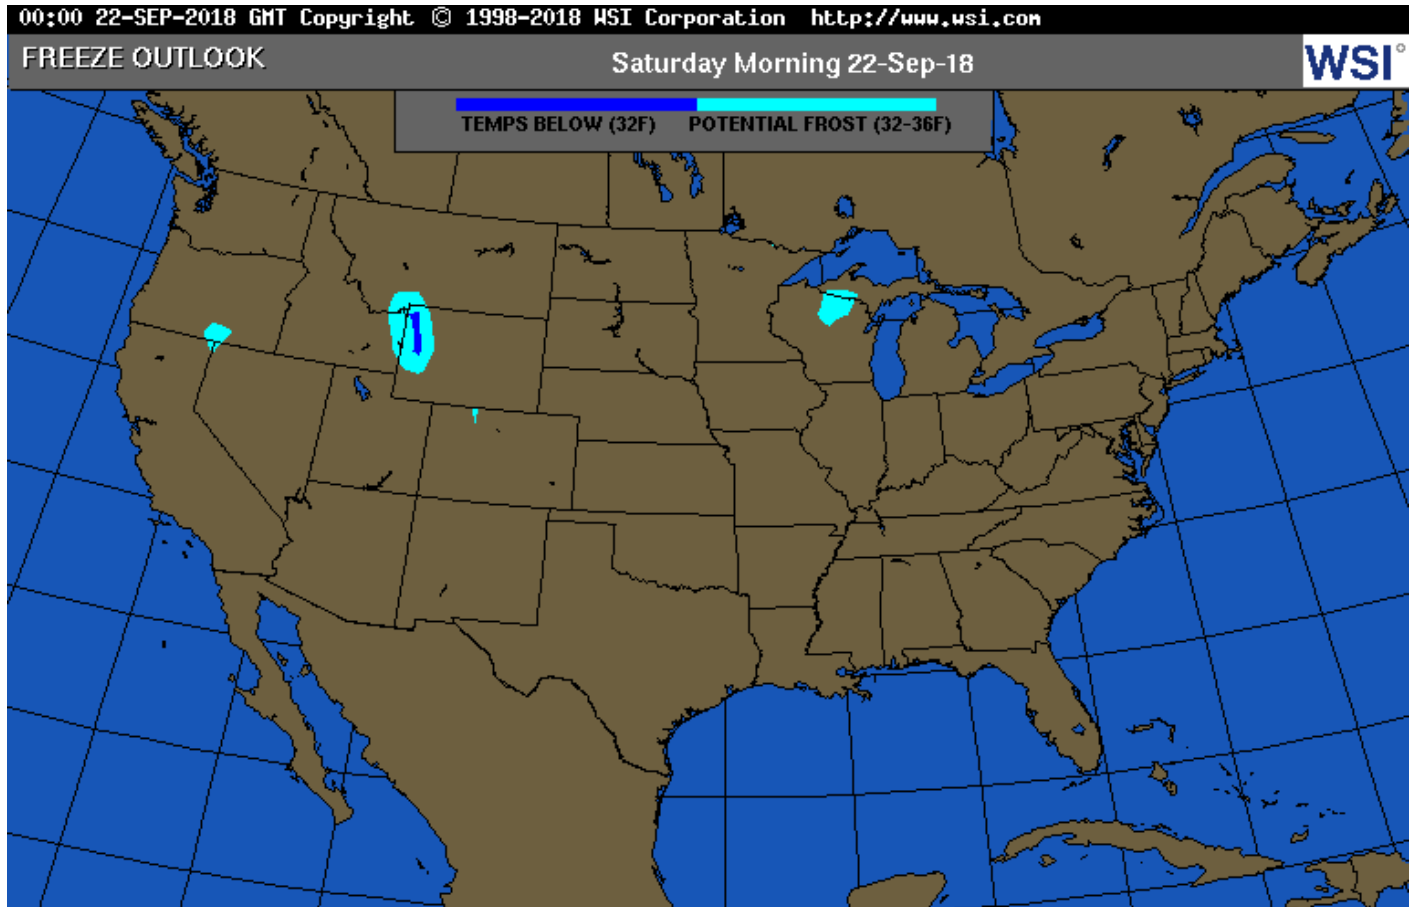 00:00 22-SEP-2018 GMT Copyright © 1998-2018 WSI Corporation http://www.wsi.com
FREEZE OUTLOOK
Saturday Morning 22-Sep-18
WSI
TEMPS BELOW (32F) POTENTIAL FROST (32-36F)